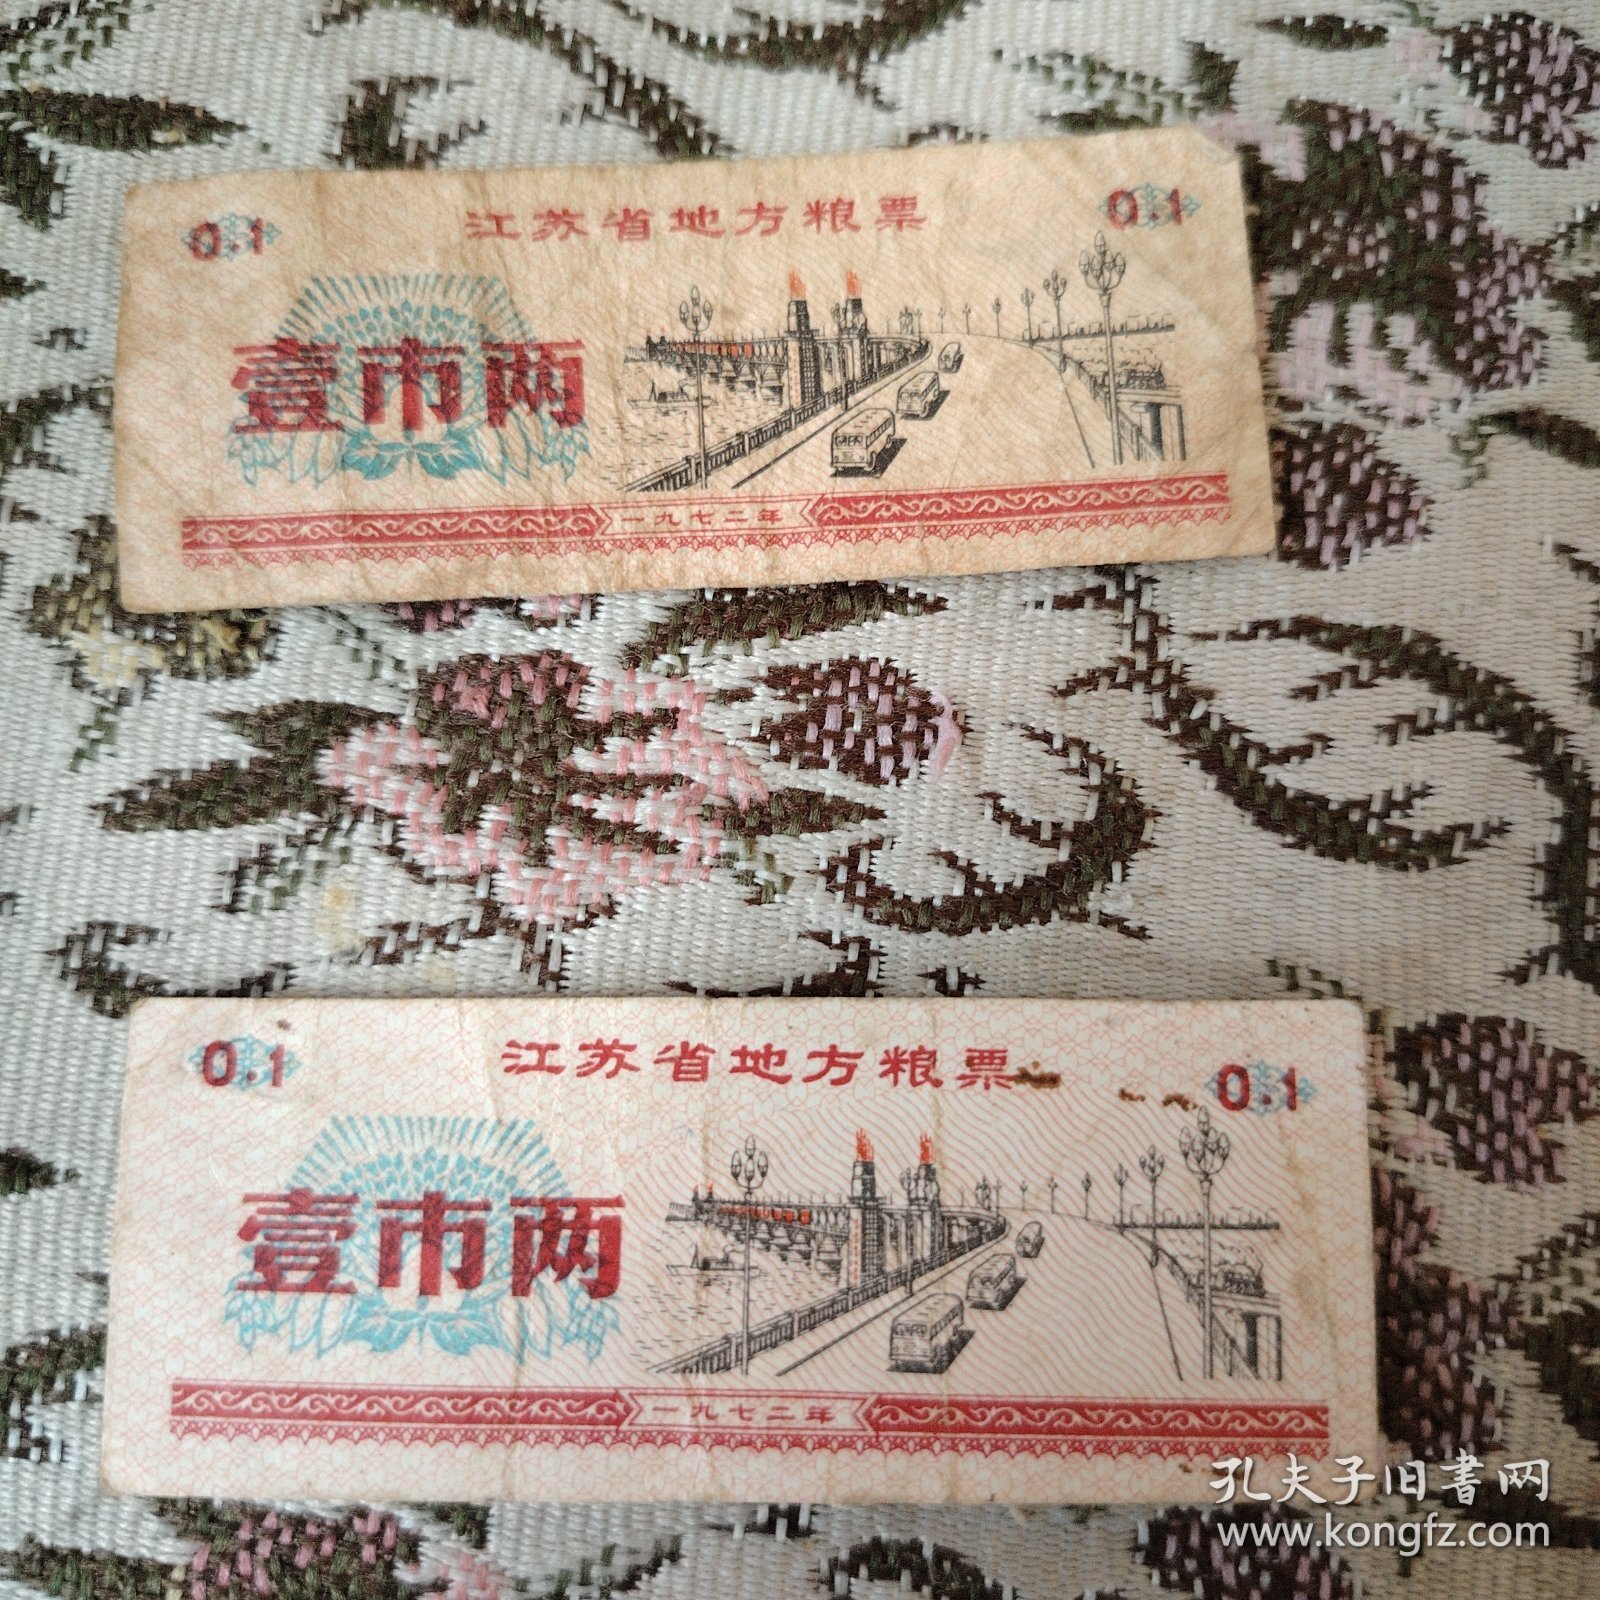 0.1 江苏省地方粮票 0.1
壹市两
一九七二年
0.1 江苏省地方粮票 0.1
壹市两
一九七二年
孔夫子旧書网
www.kongfz.com